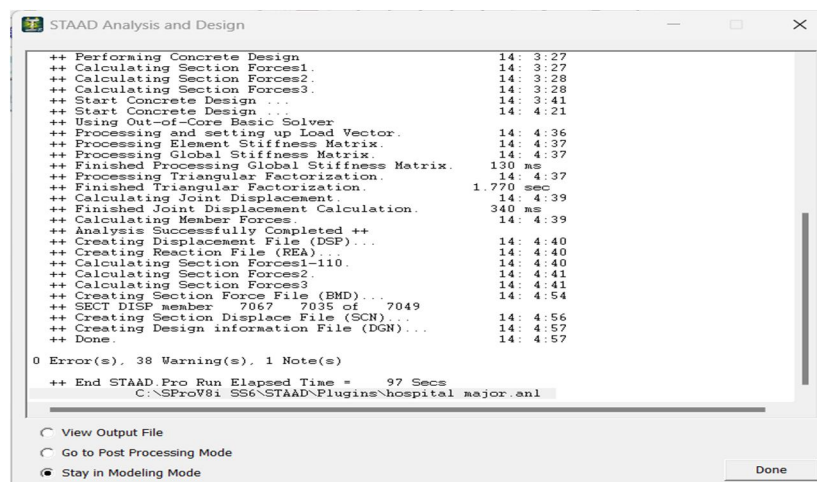 STAAD Analysis and Design
++ Performing Concrete Design 14: 3:27
++ Calculating Section Forces1. 14: 3:27
++ Calculating Section Forces2. 14: 3:28
++ Calculating Section Forces3. 14: 3:28
++ Start Concrete Design ... 14: 3:41
++ Start Concrete Design ... 14: 4:21
++ Using Out-of-Core Basic Solver
++ Processing and setting up Load Vector. 14: 4:36
++ Processing Element Stiffness Matrix. 14: 4:37
++ Processing Global Stiffness Matrix. 14: 4:37
++ Finished Processing Global Stiffness Matrix. 130 ms
++ Processing Triangular Factorization. 14: 4:37
++ Finished Triangular Factorization. 1.770 sec
++ Calculating Joint Displacement. 14: 4:39
++ Finished Joint Displacement Calculation. 340 ms
++ Calculating Member Forces. 14: 4:39
++ Analysis Successfully Completed ++
++ Creating Displacement File (DSP)... 14: 4:40
++ Creating Reaction File (REA)... 14: 4:40
++ Calculating Section Forces1-110. 14: 4:40
++ Calculating Section Forces2. 14: 4:41
++ Calculating Section Forces3 14: 4:41
++ Creating Section Force File (BMD)... 14: 4:54
++ SECT DISP member 7067 7035 of 7049
++ Creating Section Displace File (SCN)... 14: 4:56
++ Creating Design information File (DGN)... 14: 4:57
++ Done. 14: 4:57
0 Error(s), 38 Warning(s), 1 Note(s)
++ End STAAD.Pro Run Elapsed Time = 97 Secs
C:\SProV8i SS6\STAAD\Plugins\hospital major.anl
View Output File
Go to Post Processing Mode
Stay in Modeling Mode
Done